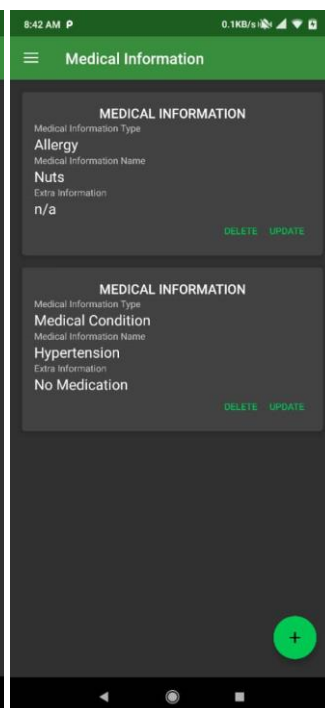 8:42 AM P 0.1KB/s
Medical Information
MEDICAL INFORMATION
Medical Information Type
Allergy
Medical Information Name
Nuts
Extra Information
n/a
DELETE UPDATE
MEDICAL INFORMATION
Medical Information Type
Medical Condition
Medical Information Name
Hypertension
Extra Information
No Medication
DELETE UPDATE
+